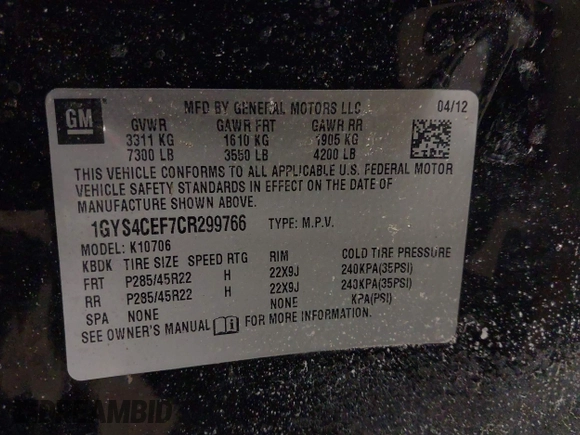 GM
MFD BY GENERAL MOTORS LLC 04/12
GVWR GAWR FRT GAWR RR
3311 KG 1610 KG 1905 KG
7300 LB 3550 LB 4200 LB
THIS VEHICLE CONFORMS TO ALL APPLICABLE U.S. FEDERAL MOTOR
VEHICLE SAFETY STANDARDS IN EFFECT ON THE DATE OF
MANUFACTURE SHOWN ABOVE.
1GYS4CEF7CR299766 TYPE: M.P.V.
MODEL: K10706
KBDK TIRE SIZE SPEED RTG RIM COLD TIRE PRESSURE
FRT P285/45R22 H 22X9J 240KPA(35PSI)
RR P285/45R22 H 22X9J 240KPA(35PSI)
SPA NONE NONE KPA(PSI)
SEE OWNER'S MANUAL FOR MORE INFORMATION.
DREAMBID